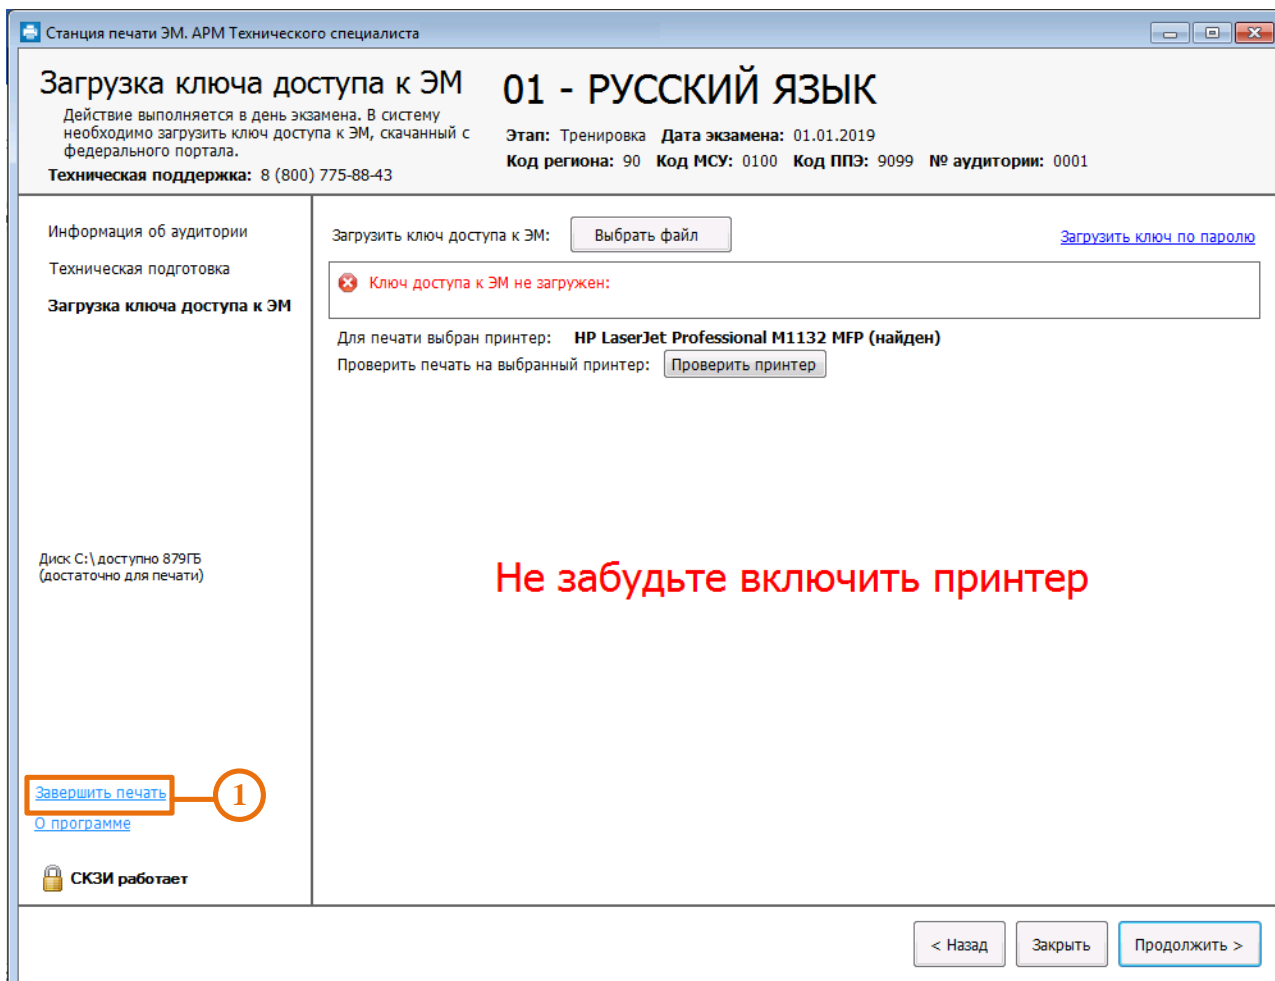 Станция печати ЭМ. АРМ Технического специалиста
Загрузка ключа доступа к ЭМ
Действие выполняется в день экзамена. В систему
необходимо загрузить ключ доступа к ЭМ, скачанный с
федерального портала.
Техническая поддержка: 8 (800) 775-88-43
01 - РУССКИЙ ЯЗЫК
Этап: Тренировка Дата экзамена: 01.01.2019
Код региона: 90 Код МСУ: 0100 Код ППЭ: 9099 № аудитории: 0001
Информация об аудитории
Техническая подготовка
Загрузка ключа доступа к ЭМ
Диск C:\ доступно 879ГБ
(достаточно для печати)
Завершить печать
1
О программе
СКЗИ работает
Загрузить ключ доступа к ЭМ: Выбрать файл Загрузить ключ по паролю
Ключ доступа к ЭМ не загружен:
Для печати выбран принтер: HP LaserJet Professional M1132 MFP (найден)
Проверить печать на выбранный принтер: Проверить принтер
Не забудьте включить принтер
< Назад Закрыть Продолжить >